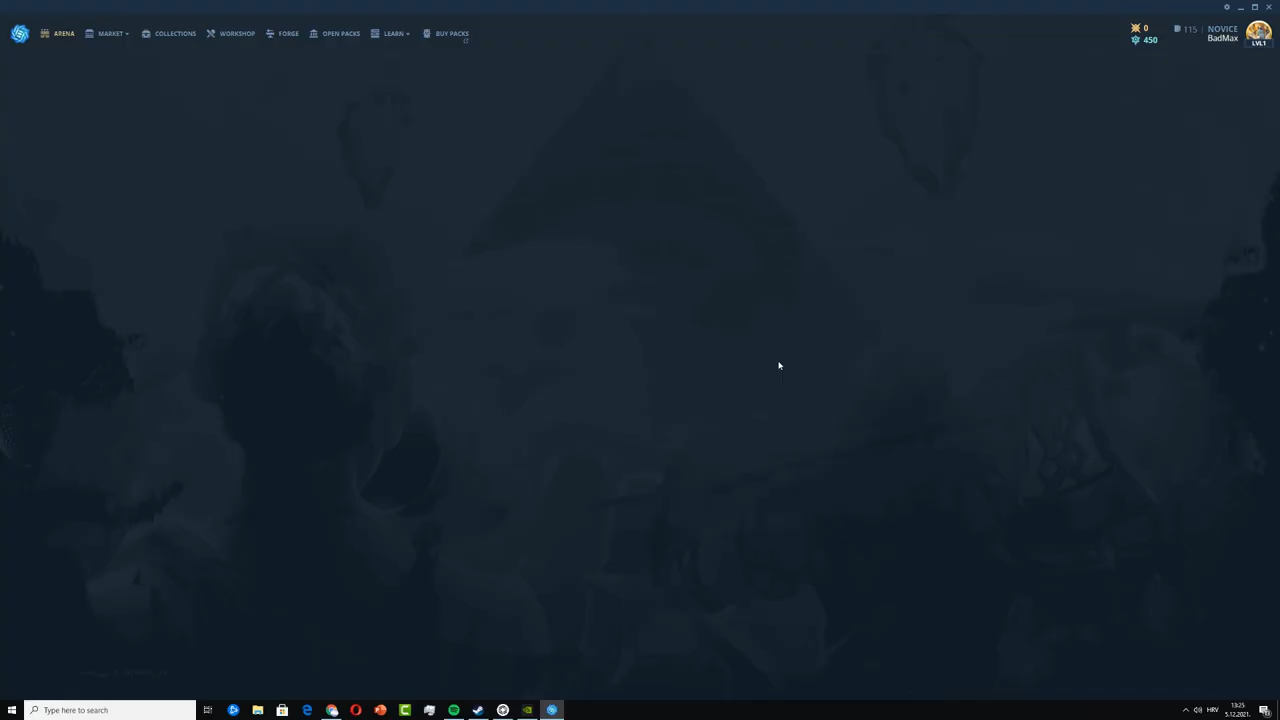 ARENA MARKET COLLECTIONS WORKSHOP FORGE OPEN PACKS LEARN BUY PACKS
0
450
115 | NOVICE
BadMax
LVL1
Type here to search
HRV
13:25
5.12.2021.